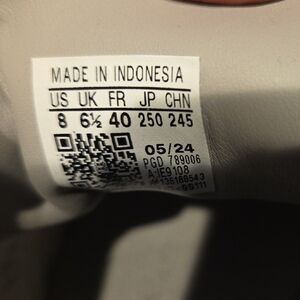 MADE IN INDONESIA
US UK FR JP CHN
8 6½ 40 250 245
05/24
PGD 789006
A-IE9108